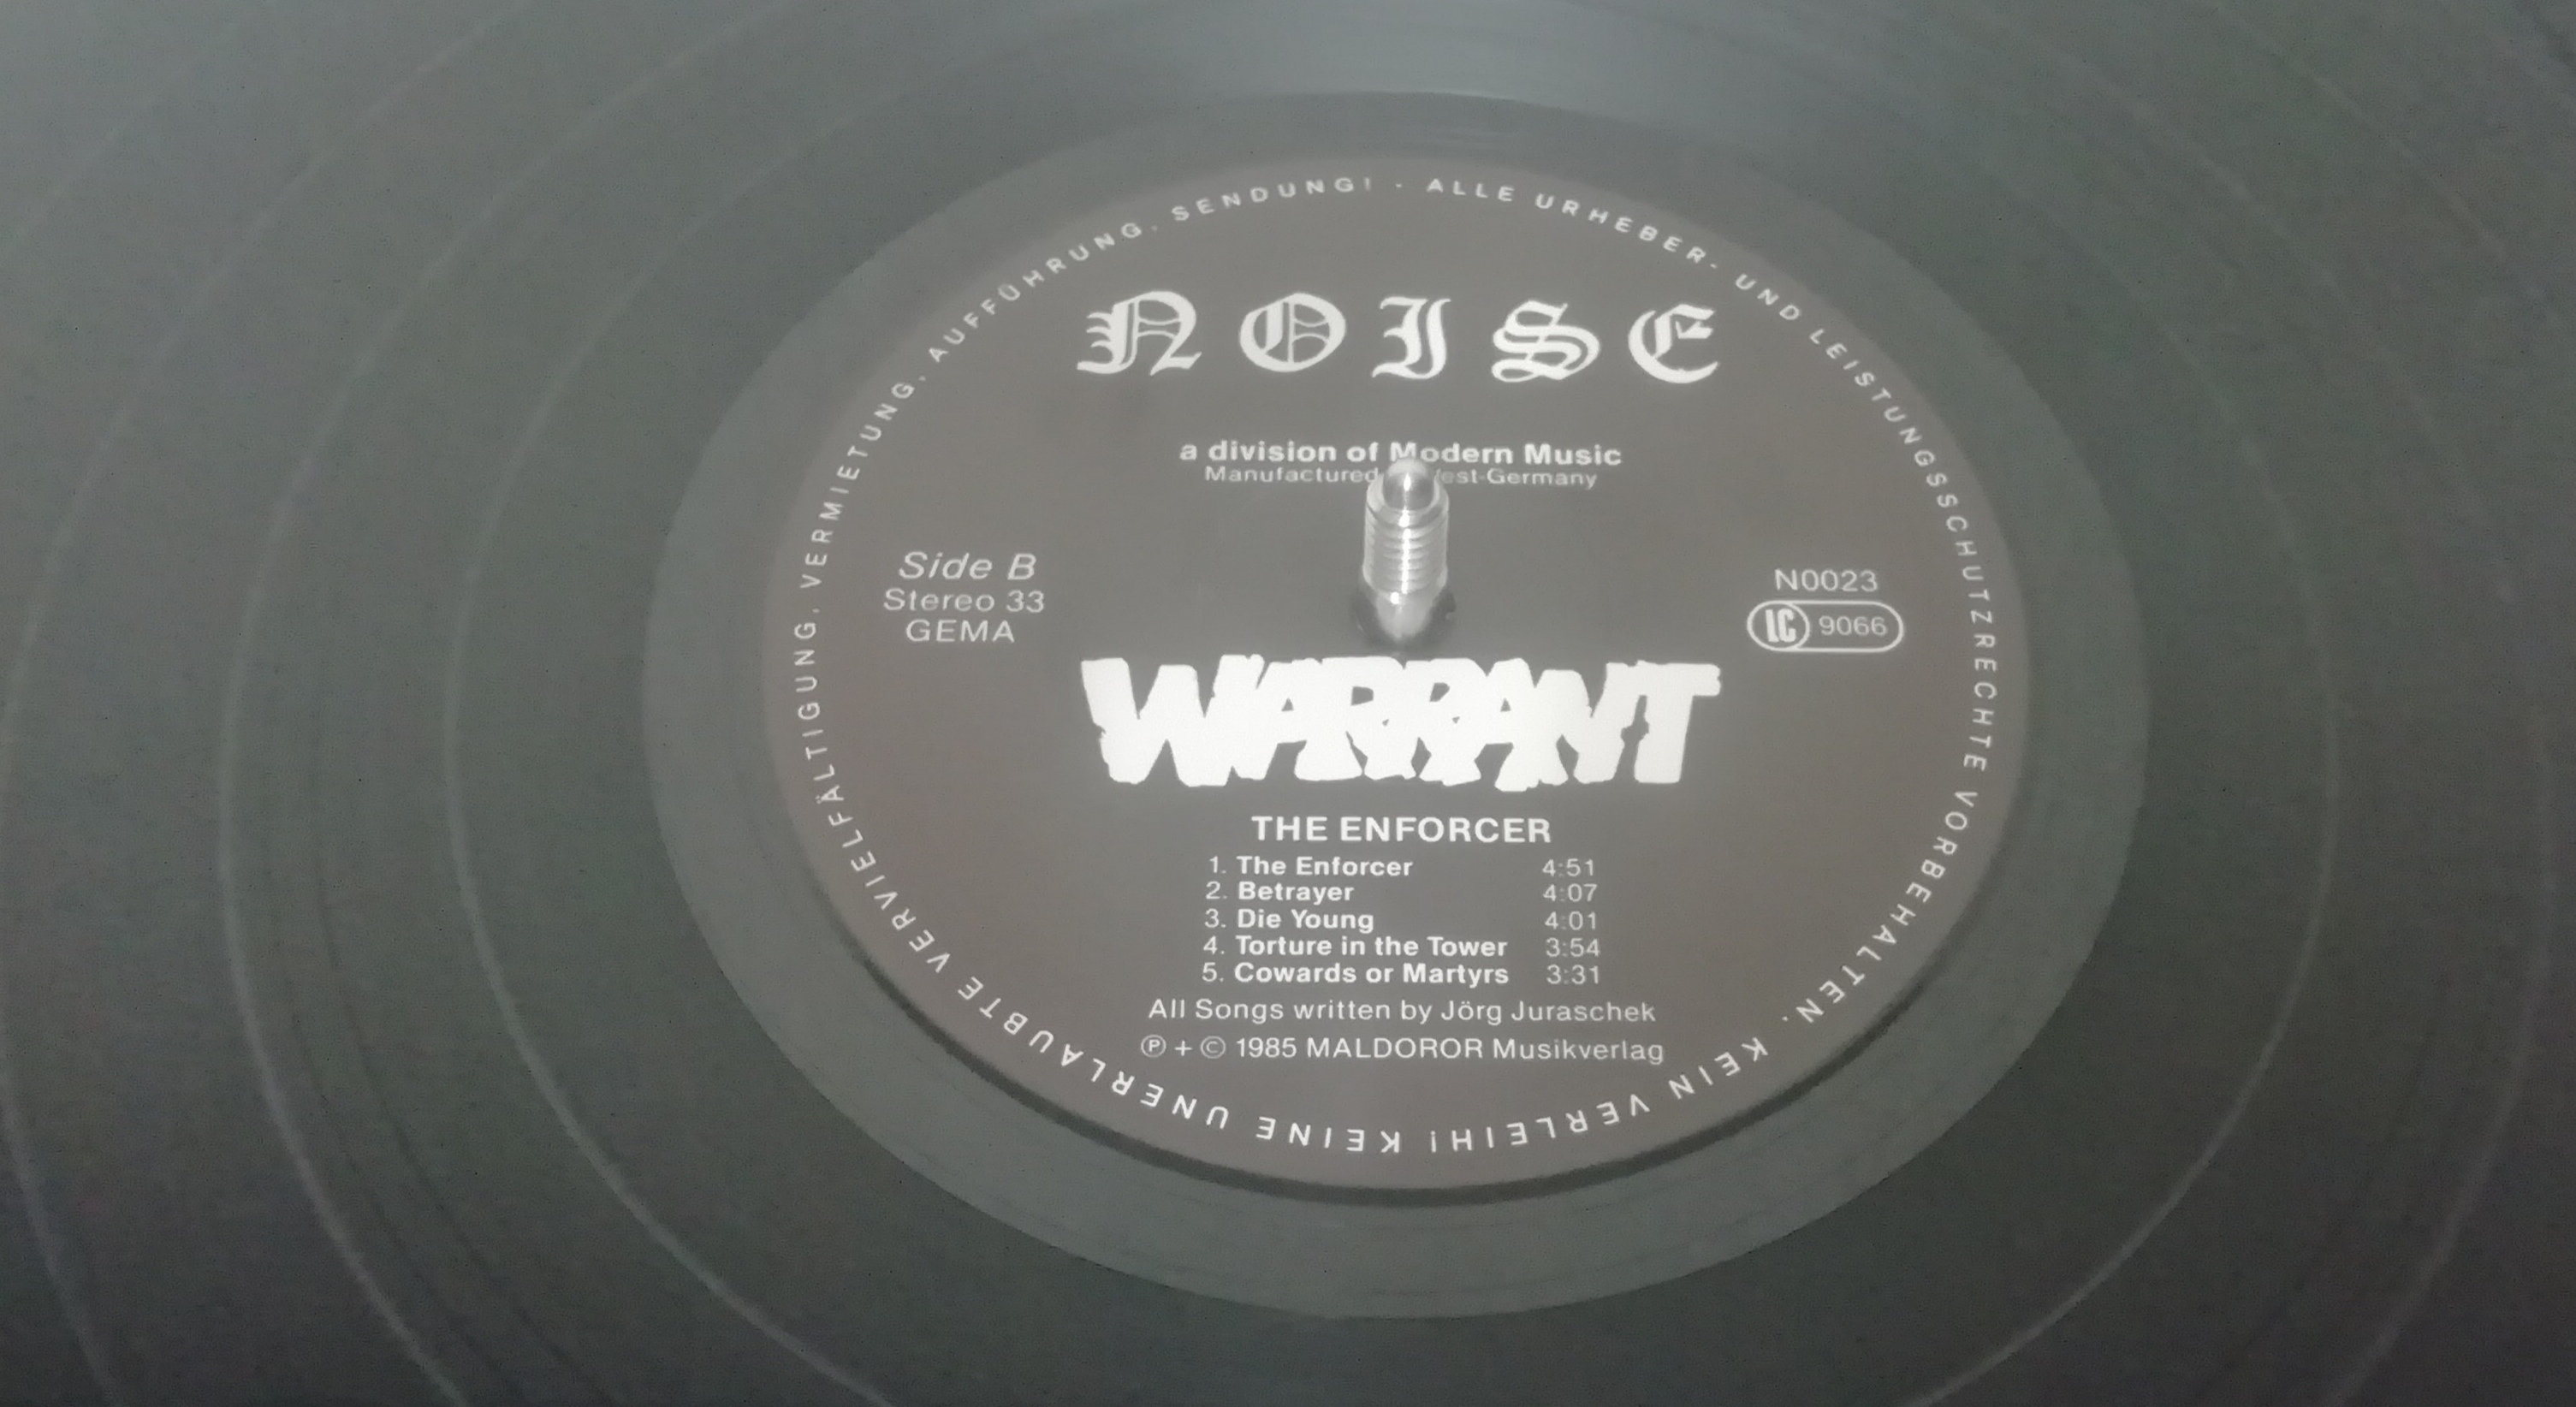 ALLE URHEBER- UND LEISTUNGSSCHUTZRECHTE VORBEHALTEN. KEIN VERLEIH! KEINE UNERLAUBTE VERVIELFÄLTIGUNG, VERMIETUNG, AUFFÜHRUNG, SENDUNG! -
NOISE
a division of Modern Music
Manufactured est-Germany
Side B
Stereo 33
GEMA
N0023
LC 9066
WARRANT
THE ENFORCER
1. The Enforcer 4:51
2. Betrayer 4:07
3. Die Young 4:01
4. Torture in the Tower 3:54
5. Cowards or Martyrs 3:31
All Songs written by Jörg Juraschek
Ⓟ + © 1985 MALDOROR Musikverlag